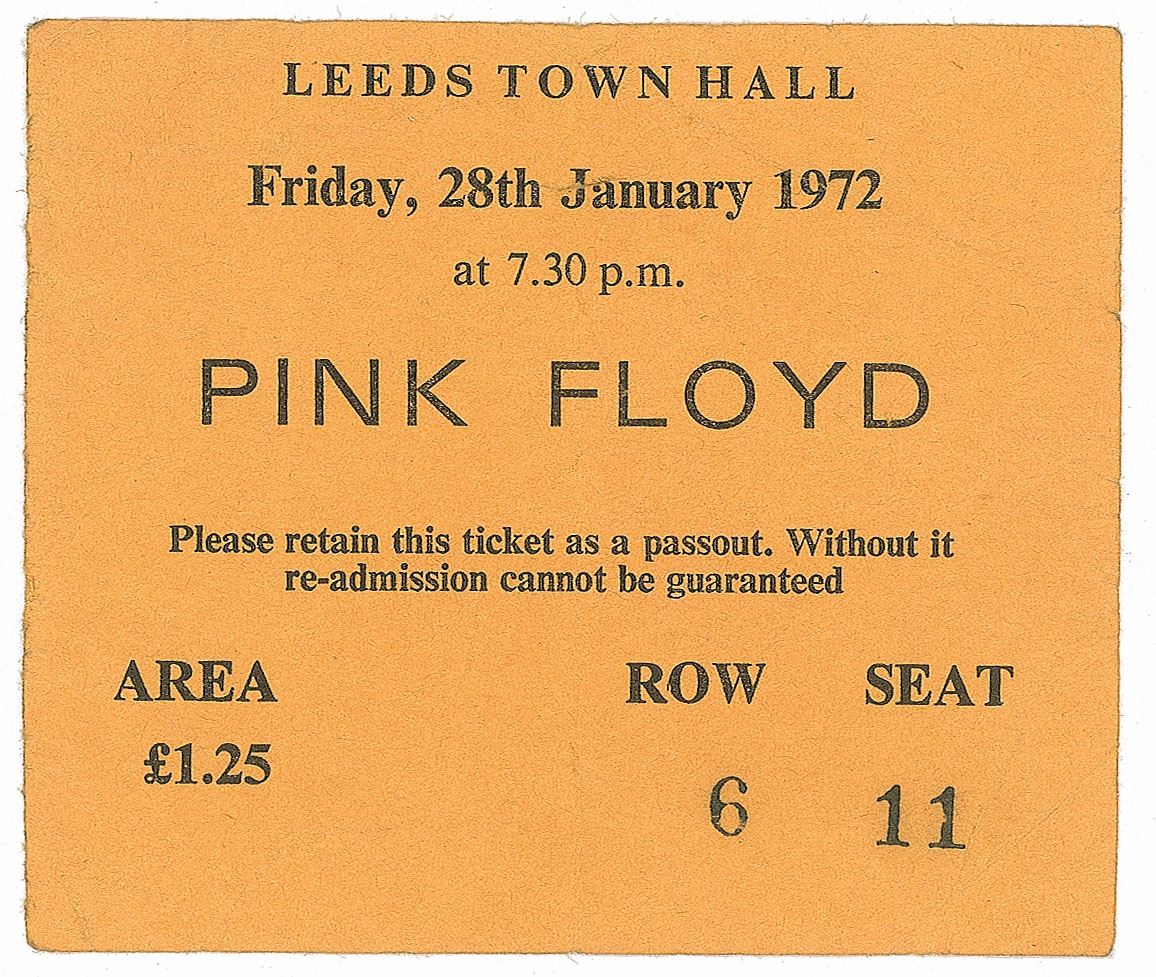 LEEDS TOWN HALL
Friday, 28th January 1972
at 7.30 p.m.
PINK FLOYD
Please retain this ticket as a passout. Without it
re-admission cannot be guaranteed
AREA ROW SEAT
£1.25
6 11